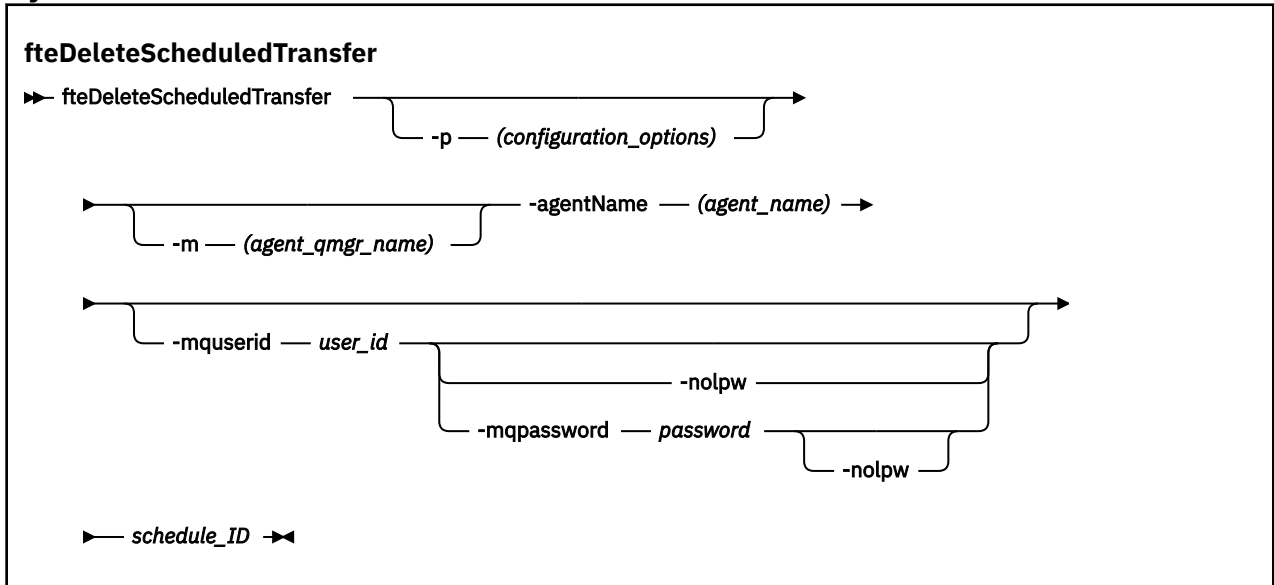 fteDeleteScheduledTransfer
fteDeleteScheduledTransfer
-p (configuration_options)
-agentName (agent_name)
-m (agent_qmgr_name)
-mquserid user_id
-nolpw
-mqpassword password
-nolpw
schedule_ID